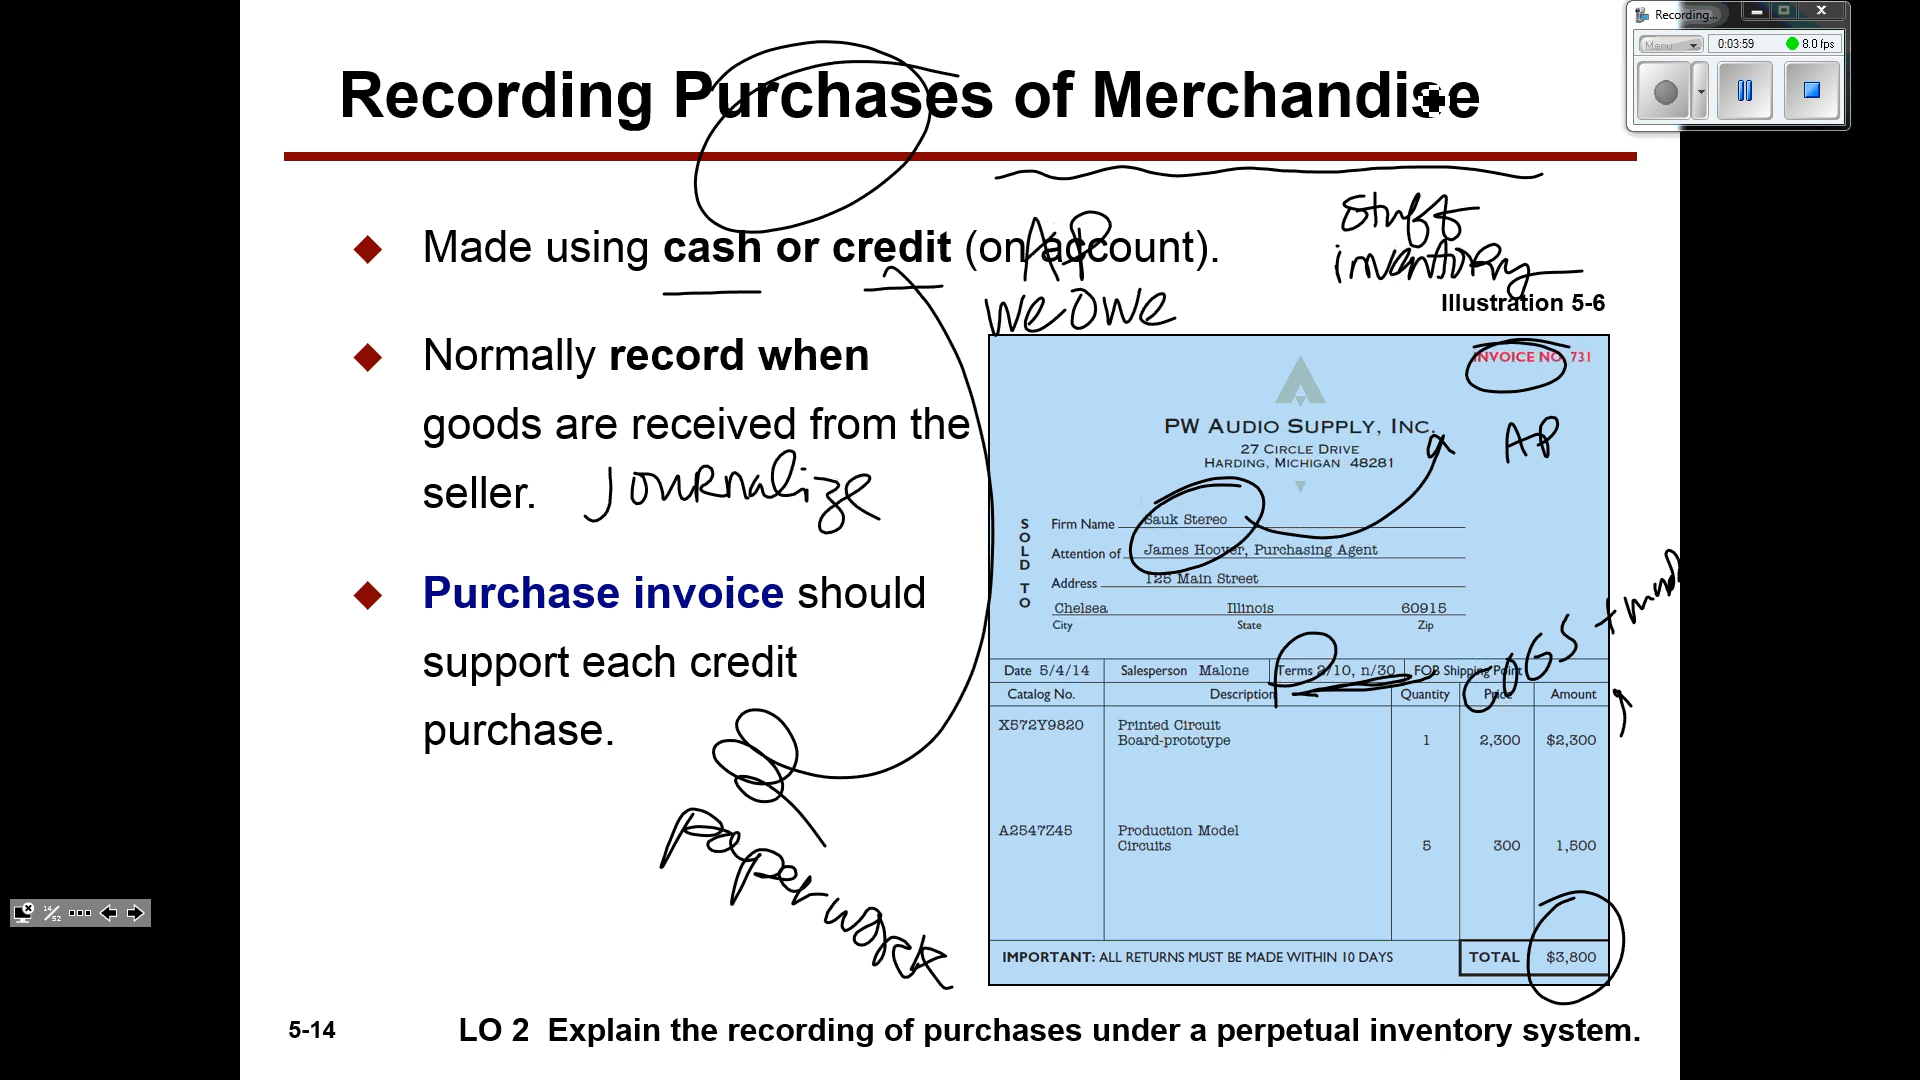 Recording Purchases of Merchandise
Recording...
Menu
0:03:59
8.0 fps
Made using cash or credit (on account).
AP
we owe
stuff
inventory
Illustration 5-6
Normally record when
goods are received from the
seller.
Journalize
Purchase invoice should
support each credit
purchase.
paperwork
INVOICE NO. 731
AP
PW AUDIO SUPPLY, INC.
27 CIRCLE DRIVE
HARDING, MICHIGAN 48281
SOLD TO
Firm Name Sauk Stereo
Attention of James Hoover, Purchasing Agent
Address 125 Main Street
Chelsea Illinois 60915
City State Zip
COGS +
Date 5/4/14 Salesperson Malone Terms 2/10, n/30 FOB Shipping Point
Catalog No. Description Quantity Price Amount
X572Y9820 Printed Circuit
Board-prototype 1 2,300 $2,300
A2547Z45 Production Model
Circuits 5 300 1,500
IMPORTANT: ALL RETURNS MUST BE MADE WITHIN 10 DAYS TOTAL $3,800
14/52
5-14 LO 2 Explain the recording of purchases under a perpetual inventory system.